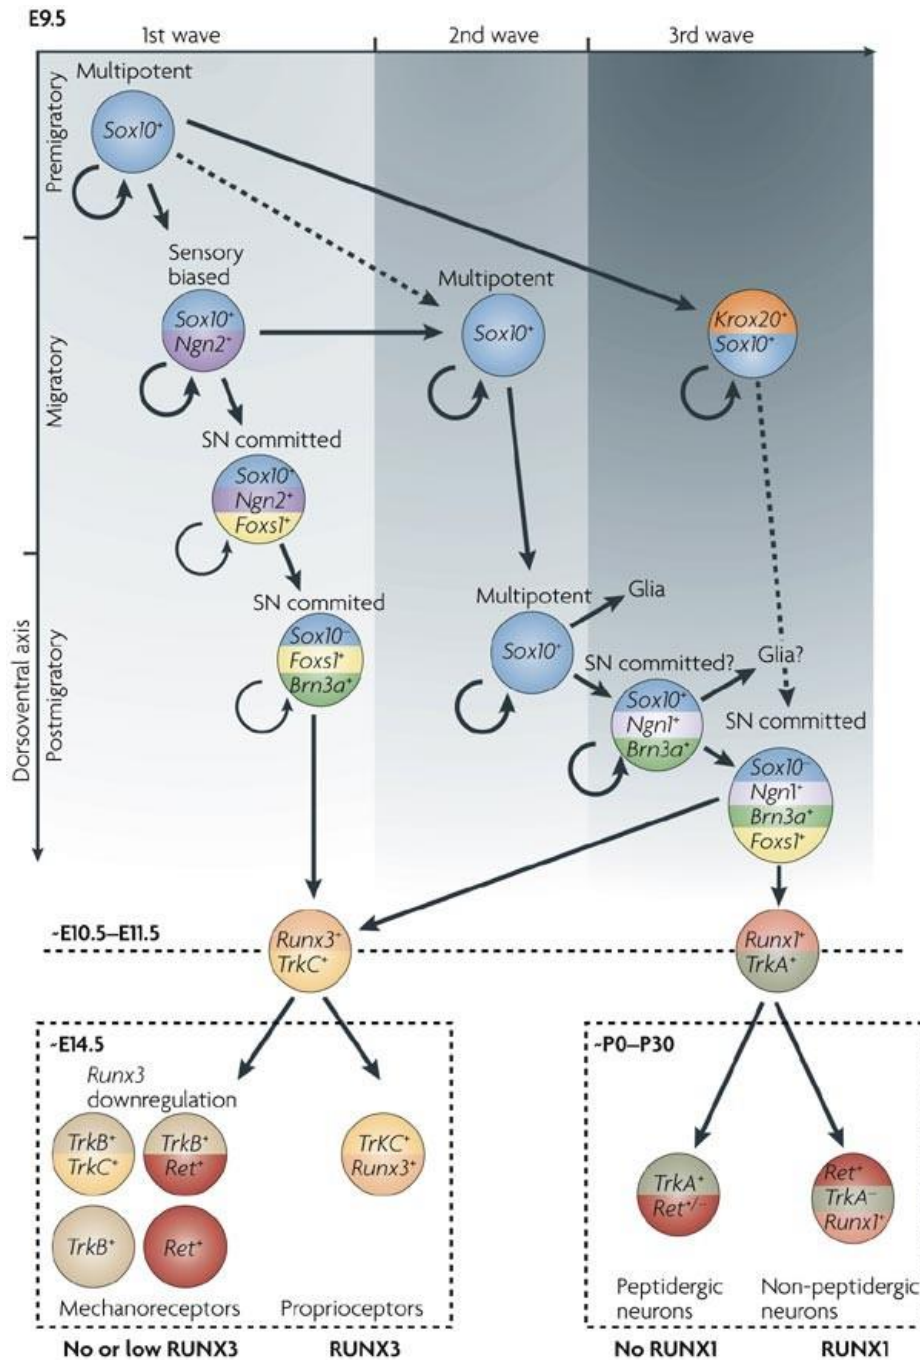 E9.5
1st wave
2nd wave
3rd wave
Dorsoventral axis
Premigratory
Migratory
Postmigratory
Multipotent
Sox10⁺
Sensory
biased
Sox10⁺
Ngn2⁺
Multipotent
Sox10⁺
Krox20⁺
Sox10⁺
SN committed
Sox10⁺
Ngn2⁺
Foxs1⁺
SN commited
Sox10⁻
Foxs1⁺
Brn3a⁺
Multipotent
Sox10⁺
Glia
SN committed?
Sox10⁺
Ngn1⁺
Brn3a⁺
Glia?
SN committed
Sox10⁻
Ngn1⁺
Brn3a⁺
Foxs1⁺
~E10.5–E11.5
Runx3⁺
TrkC⁺
Runx1⁺
TrkA⁺
~E14.5
Runx3
downregulation
TrkB⁺
TrkC⁺
TrkB⁺
Ret⁺
TrkB⁺
Ret⁺
Mechanoreceptors
TrKC⁺
Runx3⁺
Proprioceptors
No or low RUNX3
RUNX3
~P0–P30
TrkA⁺
Ret⁺/⁻
Peptidergic
neurons
Ret⁺
TrkA⁻
Runx1⁺
Non-peptidergic
neurons
No RUNX1
RUNX1